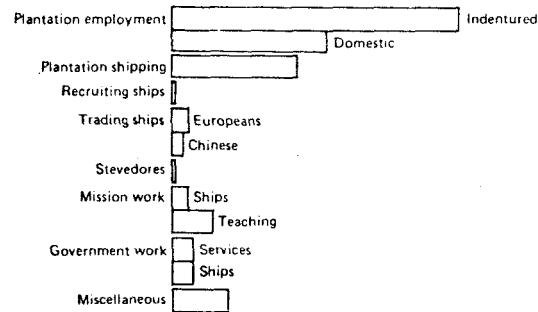 Plantation employment
Indentured
Domestic
Plantation shipping
Recruiting ships
Trading ships
Europeans
Chinese
Stevedores
Mission work
Ships
Teaching
Government work
Services
Ships
Miscellaneous